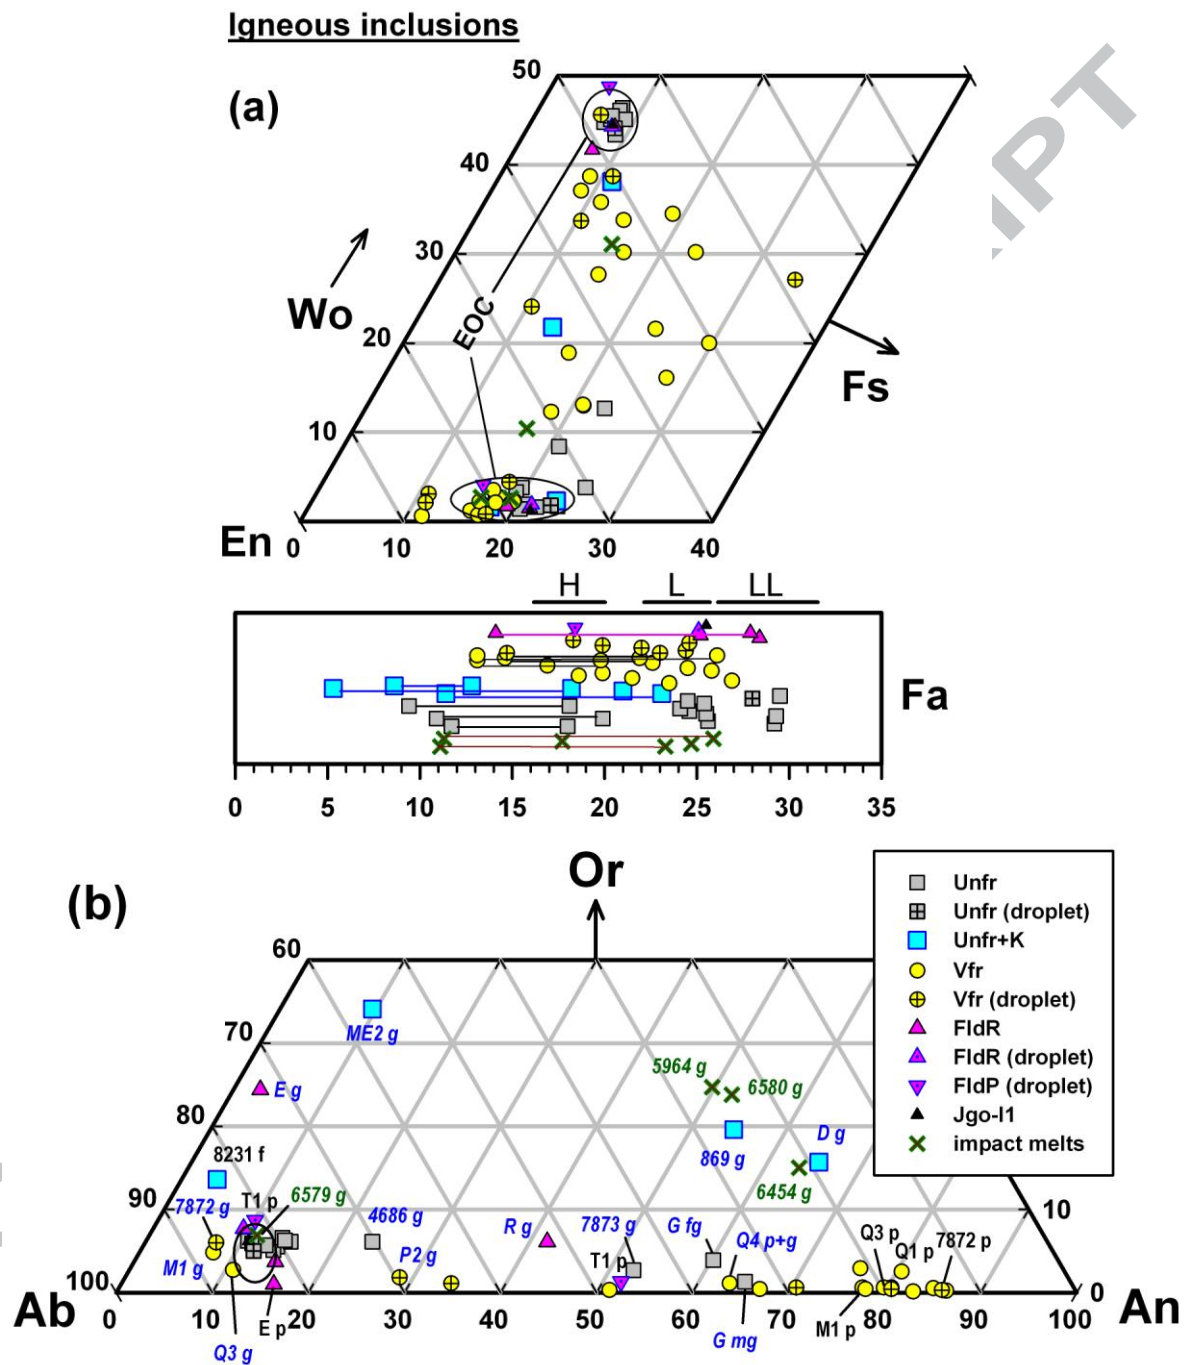 Igneous inclusions
(a)
50
40
30
20
10
Wo
EOC
Fs
En
0
10
20
30
40
H
L
LL
Fa
0
5
10
15
20
25
30
35
(b)
Or
60
70
80
90
100
Ab
An
10
0
0
10
20
30
40
50
60
70
80
90
ME2 g
E g
8231 f
7872 g
T1 p
6579 g
M1 g
Q3 g
E p
4686 g
P2 g
R g
7873 g
T1 p
G fg
Q4 p+g
G mg
5964 g
6580 g
869 g
D g
6454 g
Q3 p
Q1 p
7872 p
M1 p
Unfr
Unfr (droplet)
Unfr+K
Vfr
Vfr (droplet)
FldR
FldR (droplet)
FldP (droplet)
Jgo-I1
impact melts